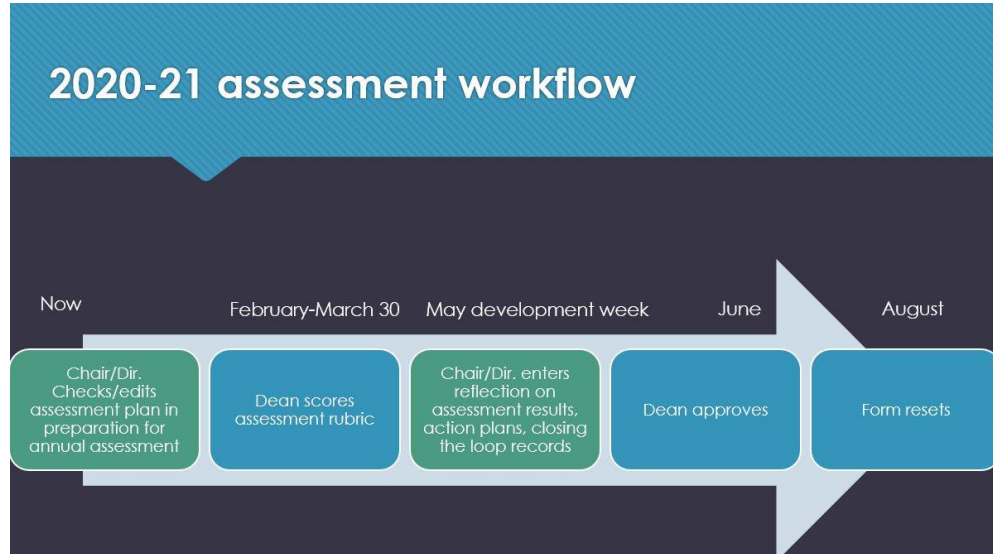 2020-21 assessment workflow
Now
February-March 30
May development week
June
August
Chair/Dir.
Checks/edits
assessment plan in
preparation for
annual assessment
Dean scores
assessment rubric
Chair/Dir. enters
reflection on
assessment results,
action plans, closing
the loop records
Dean approves
Form resets